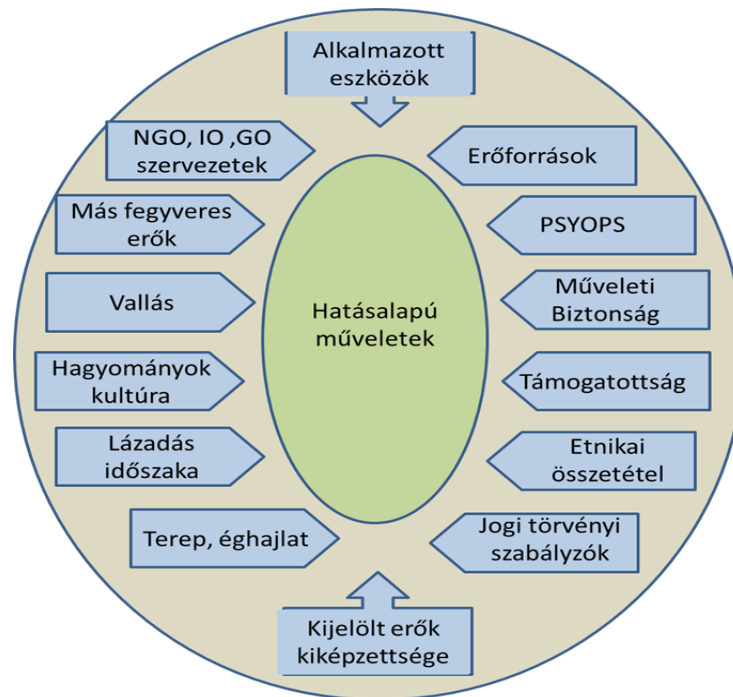 Alkalmazott
eszközök
NGO, IO ,GO
szervezetek
Erőforrások
Más fegyveres
erők
PSYOPS
Vallás
Műveleti
Biztonság
Hatásalapú
műveletek
Hagyományok
kultúra
Támogatottság
Lázadás
időszaka
Etnikai
összetétel
Terep, éghajlat
Jogi törvényi
szabályzók
Kijelölt erők
kiképzettsége